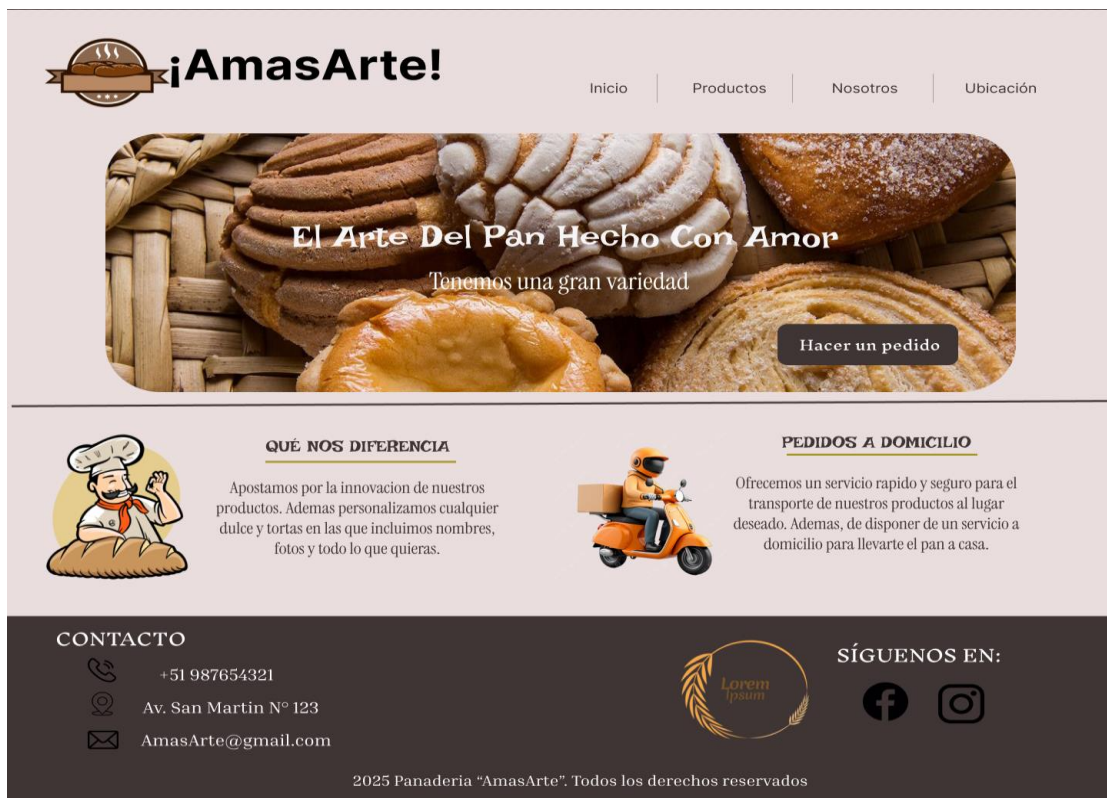 ¡AmasArte!
Inicio
Productos
Nosotros
Ubicación
El Arte Del Pan Hecho Con Amor
Tenemos una gran variedad
Hacer un pedido
QUÉ NOS DIFERENCIA
Apostamos por la innovacion de nuestros
productos. Ademas personalizamos cualquier
dulce y tortas en las que incluimos nombres,
fotos y todo lo que quieras.
PEDIDOS A DOMICILIO
Ofrecemos un servicio rapido y seguro para el
transporte de nuestros productos al lugar
deseado. Ademas, de disponer de un servicio a
domicilio para llevarte el pan a casa.
CONTACTO
+51 987654321
Av. San Martin N° 123
AmasArte@gmail.com
Lorem
Ipsum
SÍGUENOS EN:
2025 Panaderia “AmasArte”. Todos los derechos reservados